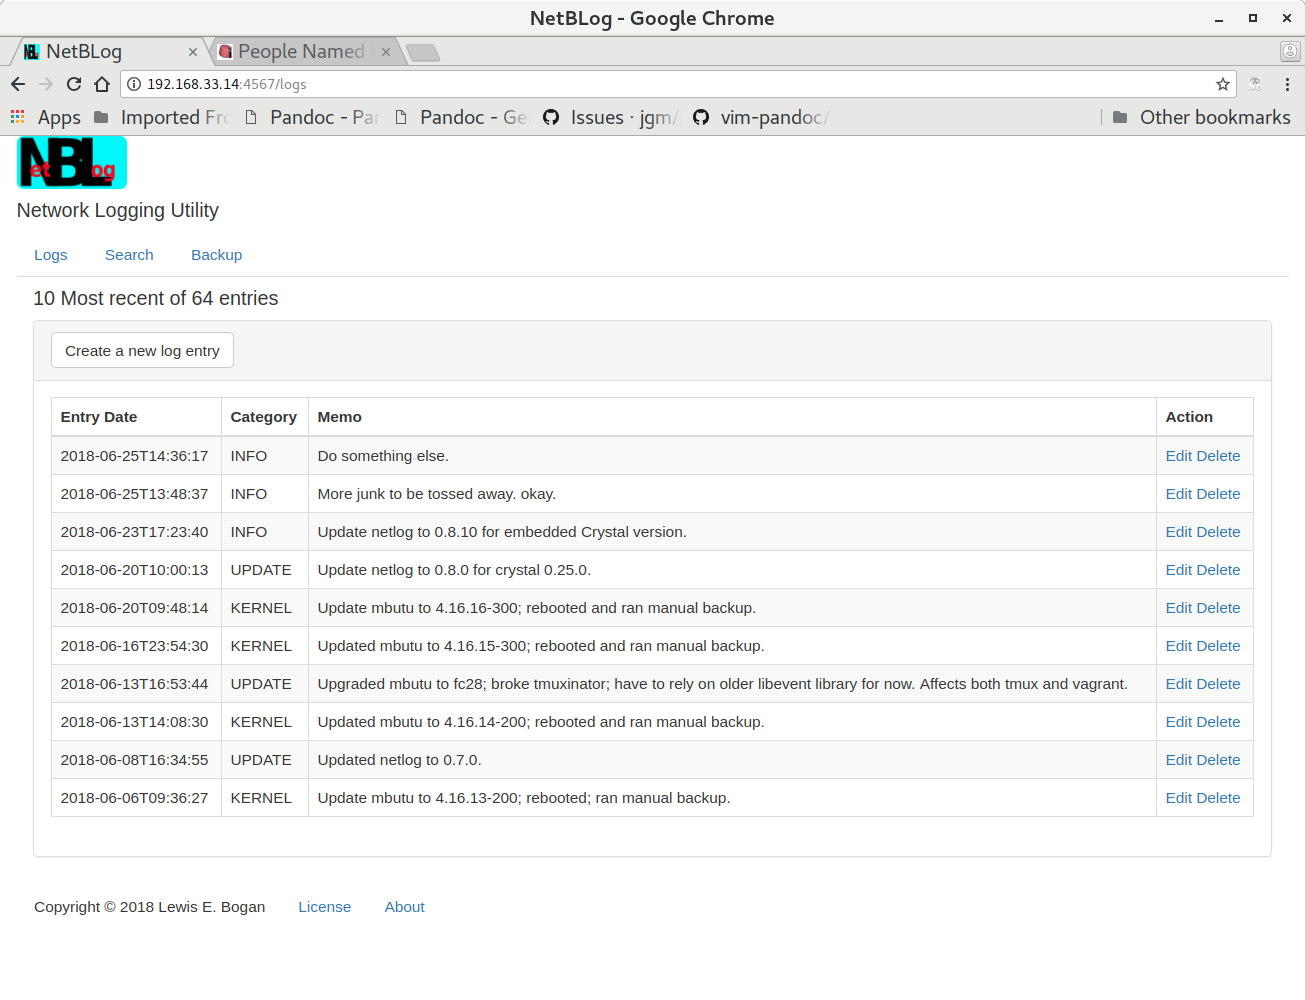 NetBLog - Google Chrome
NetBLog People Named
192.168.33.14:4567/logs
Apps Imported Fro Pandoc - Pan Pandoc - Ge Issues · jgm/ vim-pandoc/ Other bookmarks
NBL et og
Network Logging Utility
Logs Search Backup
10 Most recent of 64 entries
Create a new log entry
Entry Date Category Memo Action
2018-06-25T14:36:17 INFO Do something else. Edit Delete
2018-06-25T13:48:37 INFO More junk to be tossed away. okay. Edit Delete
2018-06-23T17:23:40 INFO Update netlog to 0.8.10 for embedded Crystal version. Edit Delete
2018-06-20T10:00:13 UPDATE Update netlog to 0.8.0 for crystal 0.25.0. Edit Delete
2018-06-20T09:48:14 KERNEL Update mbutu to 4.16.16-300; rebooted and ran manual backup. Edit Delete
2018-06-16T23:54:30 KERNEL Updated mbutu to 4.16.15-300; rebooted and ran manual backup. Edit Delete
2018-06-13T16:53:44 UPDATE Upgraded mbutu to fc28; broke tmuxinator; have to rely on older libevent library for now. Affects both tmux and vagrant. Edit Delete
2018-06-13T14:08:30 KERNEL Updated mbutu to 4.16.14-200; rebooted and ran manual backup. Edit Delete
2018-06-08T16:34:55 UPDATE Updated netlog to 0.7.0. Edit Delete
2018-06-06T09:36:27 KERNEL Update mbutu to 4.16.13-200; rebooted; ran manual backup. Edit Delete
Copyright © 2018 Lewis E. Bogan License About